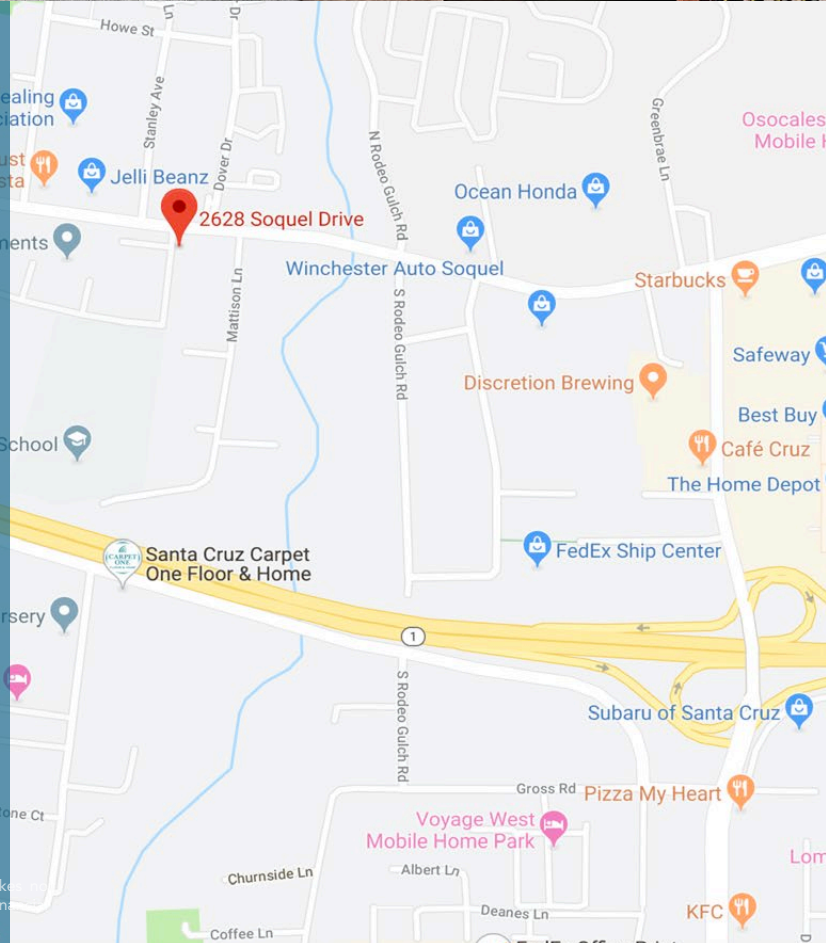 Howe St
Ln
Dr
Stanley Ave
Dover Dr
N Rodeo Gulch Rd
Greenbrae Ln
Osocales
Mobile
Jelli Beanz
2628 Soquel Drive
Ocean Honda
Winchester Auto Soquel
Starbucks
Mattison Ln
S Rodeo Gulch Rd
Safeway
Discretion Brewing
Best Buy
School
Café Cruz
The Home Depot
CARPET
ONE
Santa Cruz Carpet
One Floor & Home
FedEx Ship Center
1
S Rodeo Gulch Rd
Subaru of Santa Cruz
Gross Rd
Pizza My Heart
Voyage West
Mobile Home Park
Churnside Ln
Albert Ln
Deanes Ln
KFC
Coffee Ln